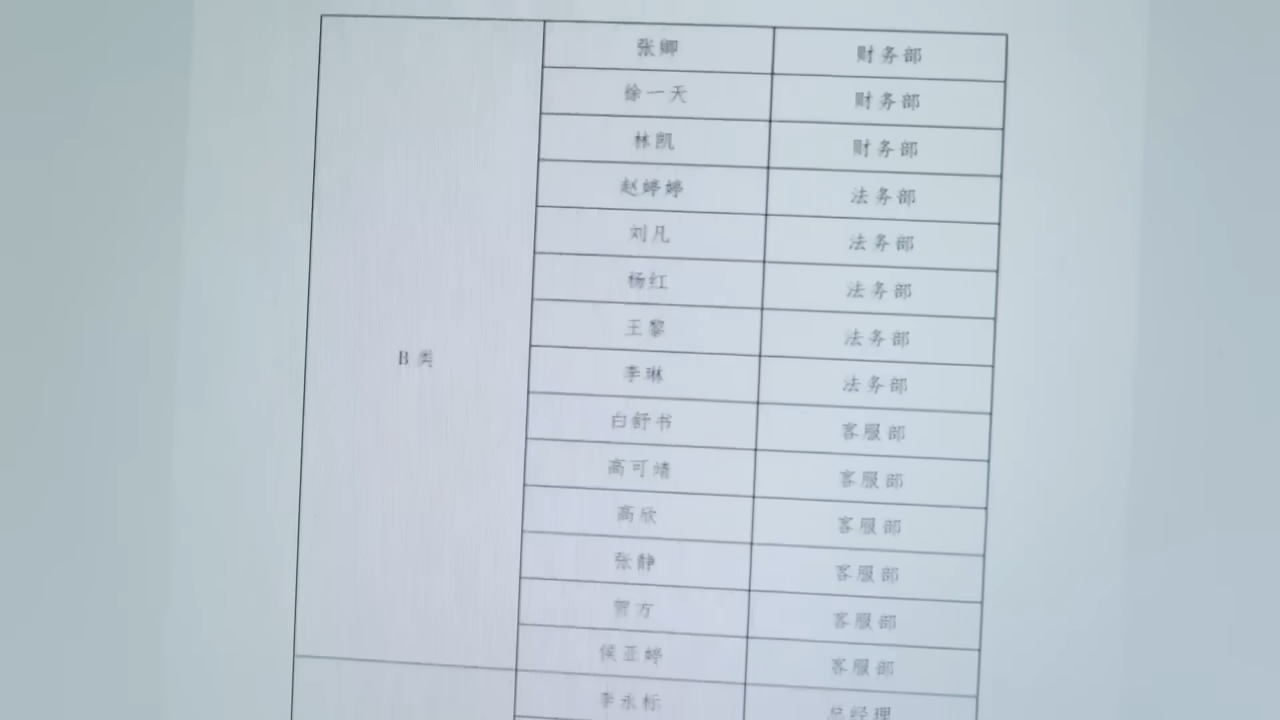 张卿 财务部
徐一天 财务部
林凯 财务部
赵婷婷 法务部
刘凡 法务部
杨红 法务部
王黎 法务部
B 类
李琳 法务部
白舒书 客服部
高可靖 客服部
高欣 客服部
张静 客服部
贺方 客服部
侯亚婷 客服部
李永标 总经理